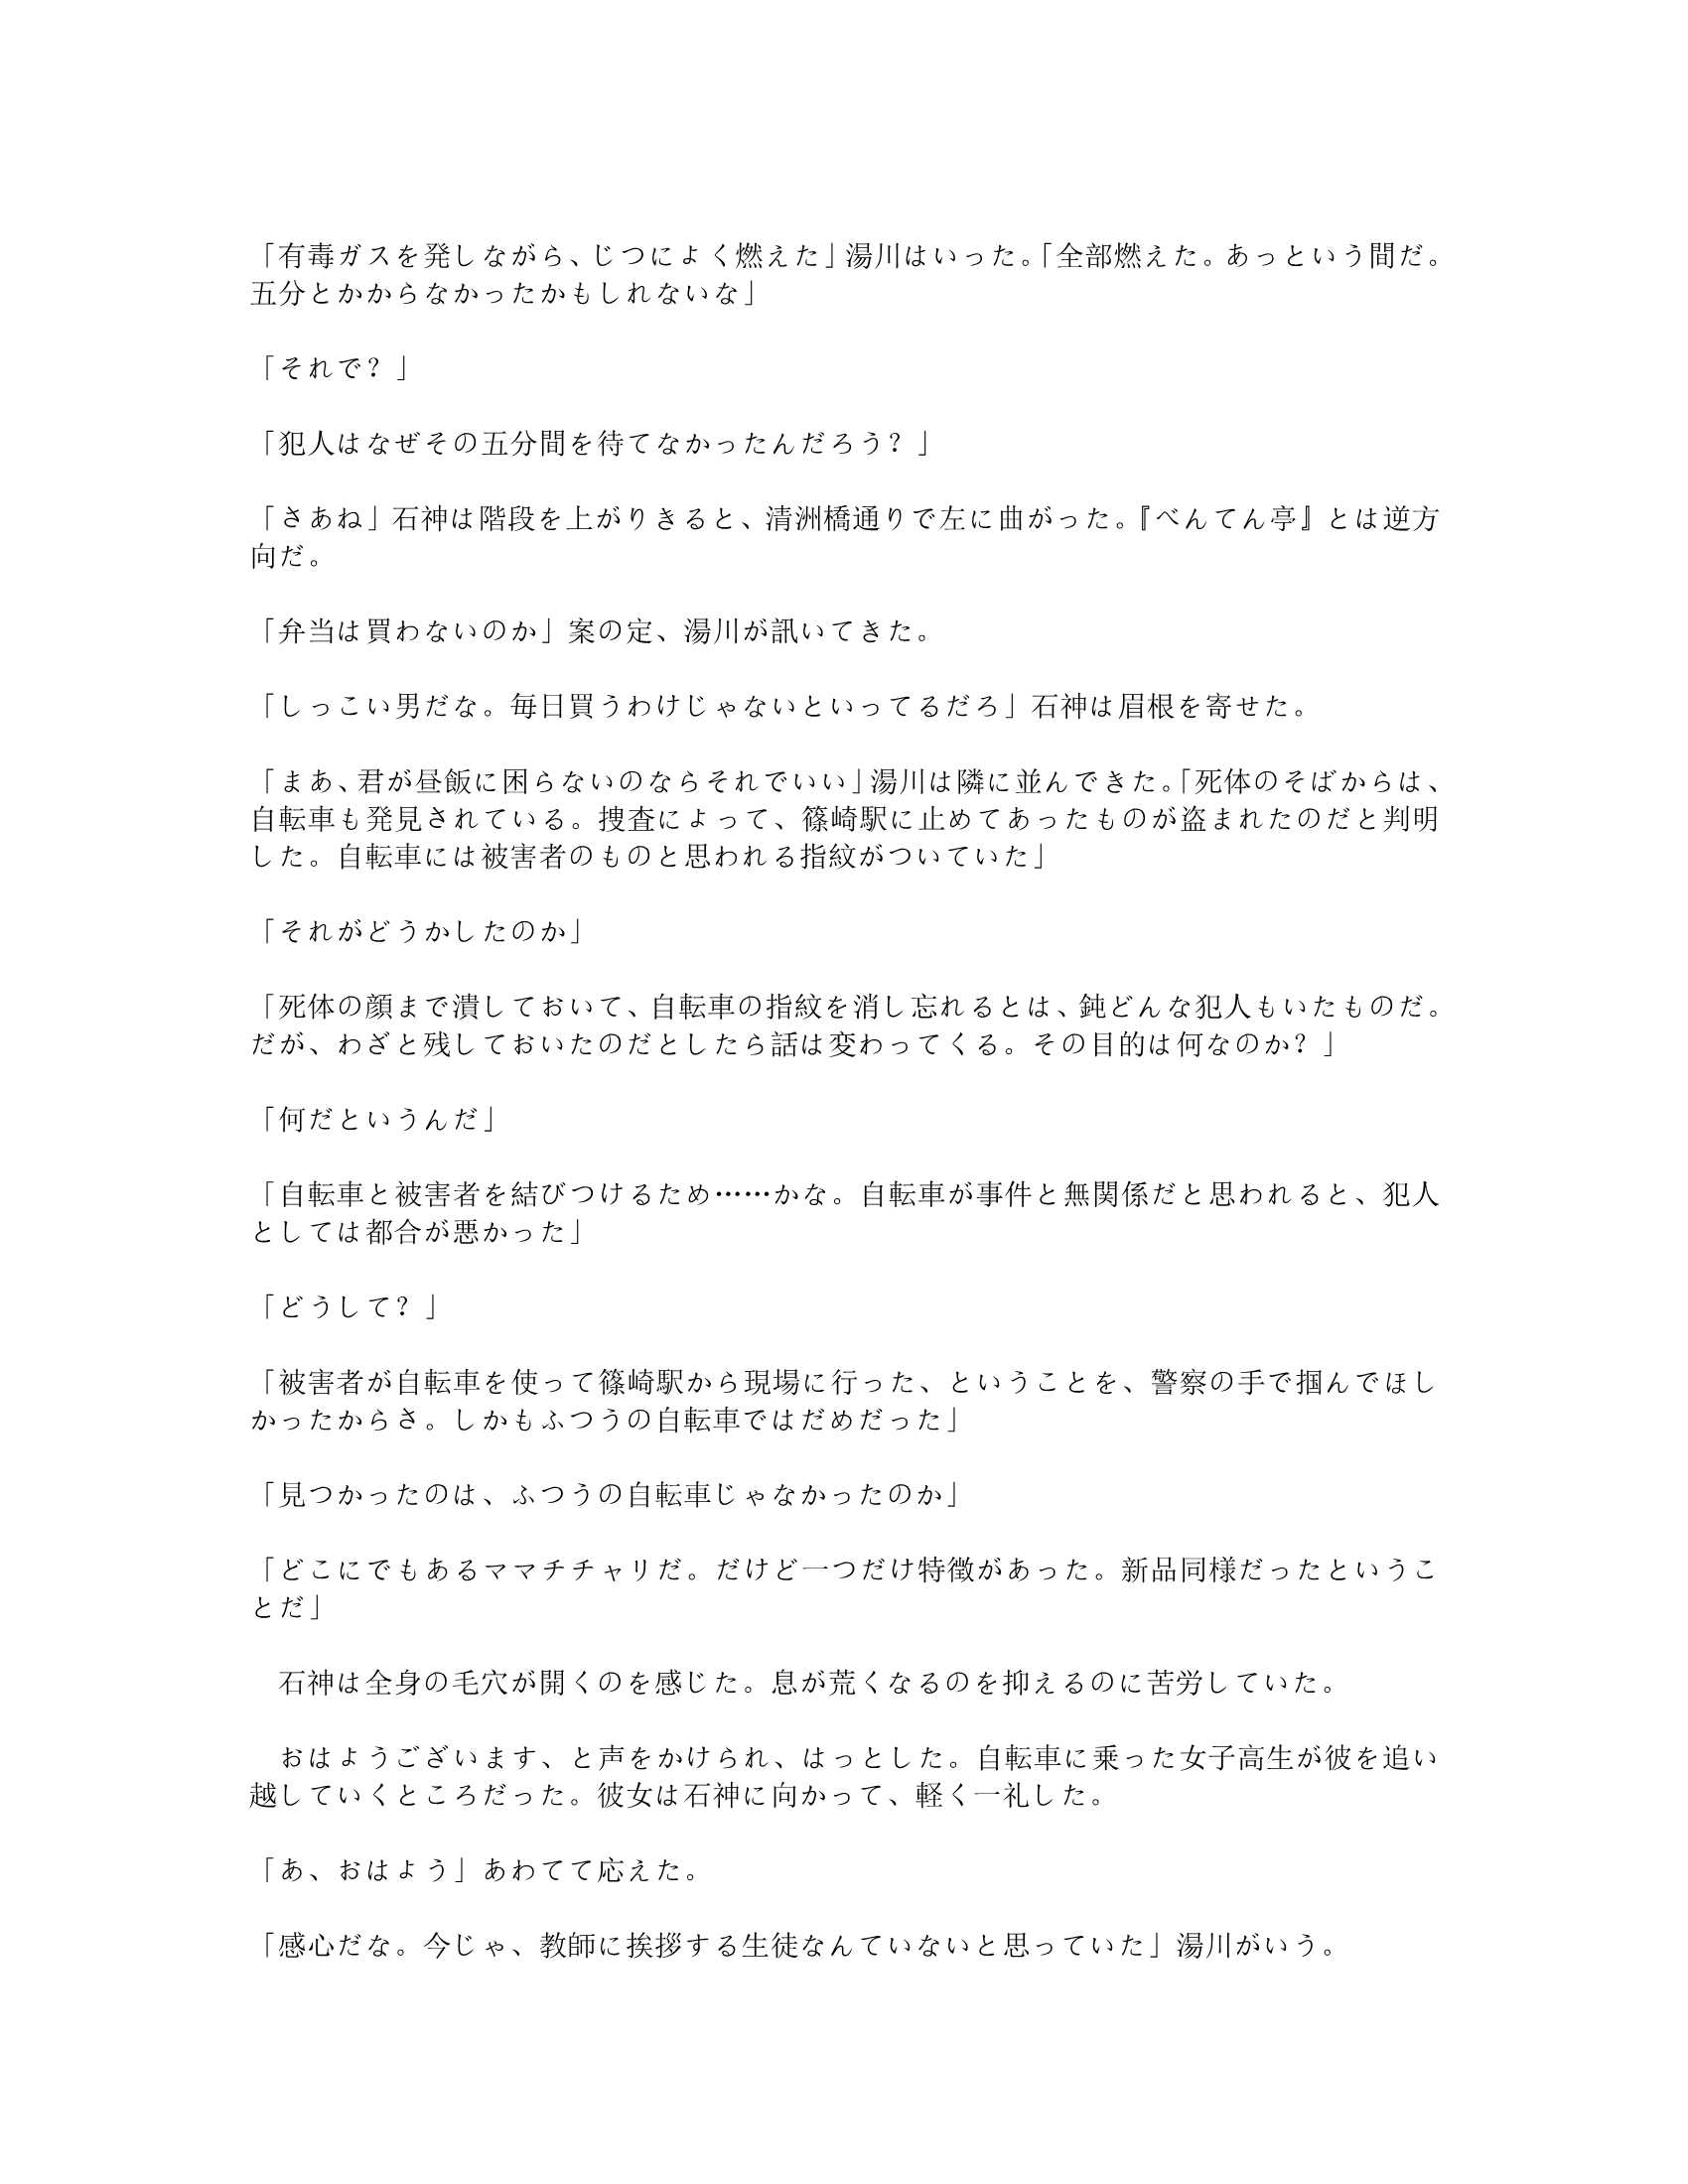 「有毒ガスを発しながら、じつによく燃えた」湯川はいった。「全部燃えた。あっという間だ。
五分とかからなかったかもしれないな」
「それで？」
「犯人はなぜその五分間を待てなかったんだろう？」
「さあね」石神は階段を上がりきると、清洲橋通りで左に曲がった。『べんてん亭』とは逆方
向だ。
「弁当は買わないのか」案の定、湯川が訊いてきた。
「しっこい男だな。毎日買うわけじゃないといってるだろ」石神は眉根を寄せた。
「まあ、君が昼飯に困らないのならそれでいい」湯川は隣に並んできた。「死体のそばからは、
自転車も発見されている。捜査によって、篠崎駅に止めてあったものが盗まれたのだと判明
した。自転車には被害者のものと思われる指紋がついていた」
「それがどうかしたのか」
「死体の顔まで潰しておいて、自転車の指紋を消し忘れるとは、鈍どんな犯人もいたものだ。
だが、わざと残しておいたのだとしたら話は変わってくる。その目的は何なのか？」
「何だというんだ」
「自転車と被害者を結びつけるため……かな。自転車が事件と無関係だと思われると、犯人
としては都合が悪かった」
「どうして？」
「被害者が自転車を使って篠崎駅から現場に行った、ということを、警察の手で掴んでほし
かったからさ。しかもふつうの自転車ではだめだった」
「見つかったのは、ふつうの自転車じゃなかったのか」
「どこにでもあるママチチャリだ。だけど一つだけ特徴があった。新品同様だったというこ
とだ」
　石神は全身の毛穴が開くのを感じた。息が荒くなるのを抑えるのに苦労していた。
　おはようございます、と声をかけられ、はっとした。自転車に乗った女子高生が彼を追い
越していくところだった。彼女は石神に向かって、軽く一礼した。
「あ、おはよう」あわてて応えた。
「感心だな。今じゃ、教師に挨拶する生徒なんていないと思っていた」湯川がいう。